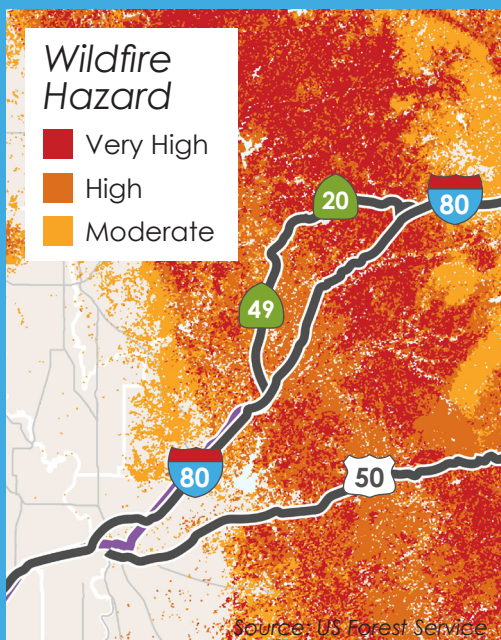 Wildfire
Hazard
Very High
High
Moderate
20
80
49
80
50
Source: US Forest Service